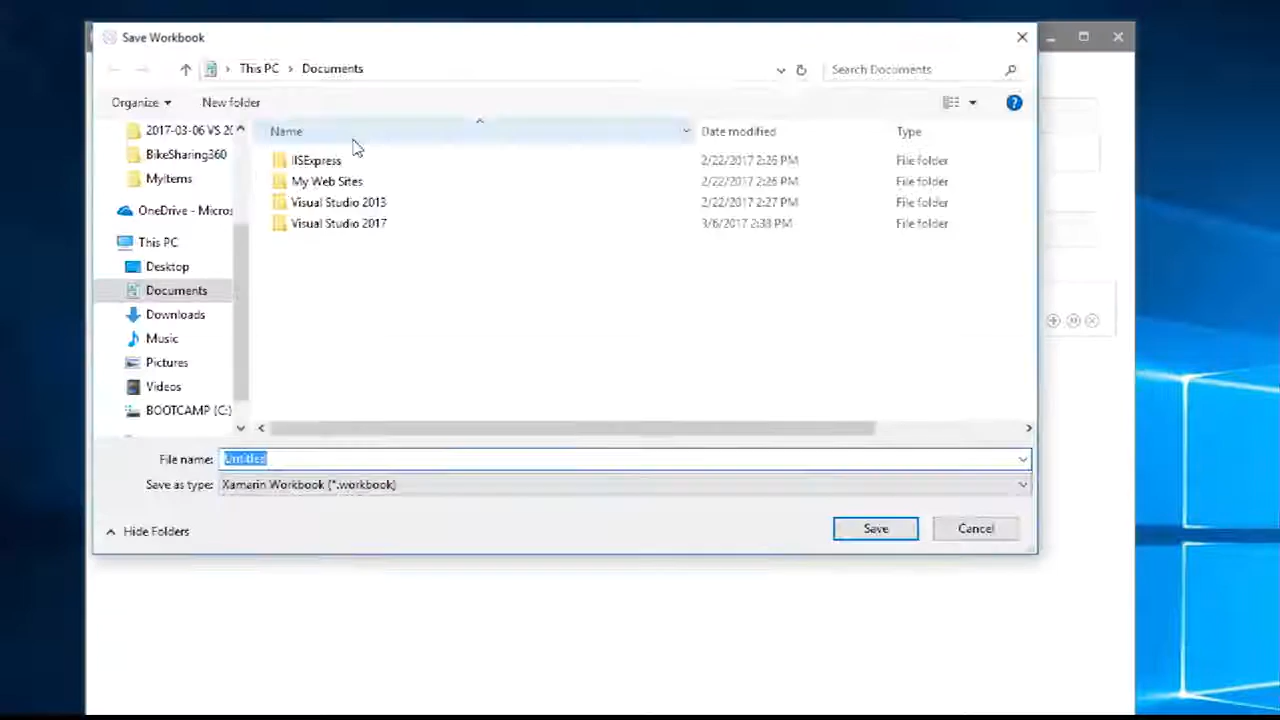 Save Workbook
This PC > Documents
Search Documents
Organize
New folder
2017-03-06 VS 20
BikeSharing360
MyItems
OneDrive - Micros
This PC
Desktop
Documents
Downloads
Music
Pictures
Videos
BOOTCAMP (C:)
Name Date modified Type
IISExpress 2/22/2017 2:26 PM File folder
My Web Sites 2/22/2017 2:26 PM File folder
Visual Studio 2013 2/22/2017 2:27 PM File folder
Visual Studio 2017 3/6/2017 2:38 PM File folder
File name: Untitled
Save as type: Xamarin Workbook (*.workbook)
Hide Folders
Save
Cancel